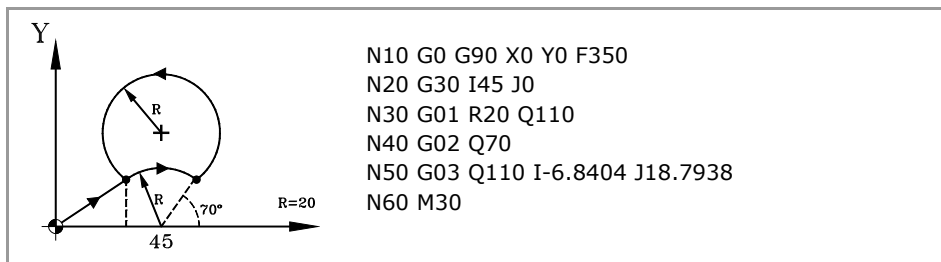 Y
R
R
70°
R=20
45
N10 G0 G90 X0 Y0 F350
N20 G30 I45 J0
N30 G01 R20 Q110
N40 G02 Q70
N50 G03 Q110 I-6.8404 J18.7938
N60 M30